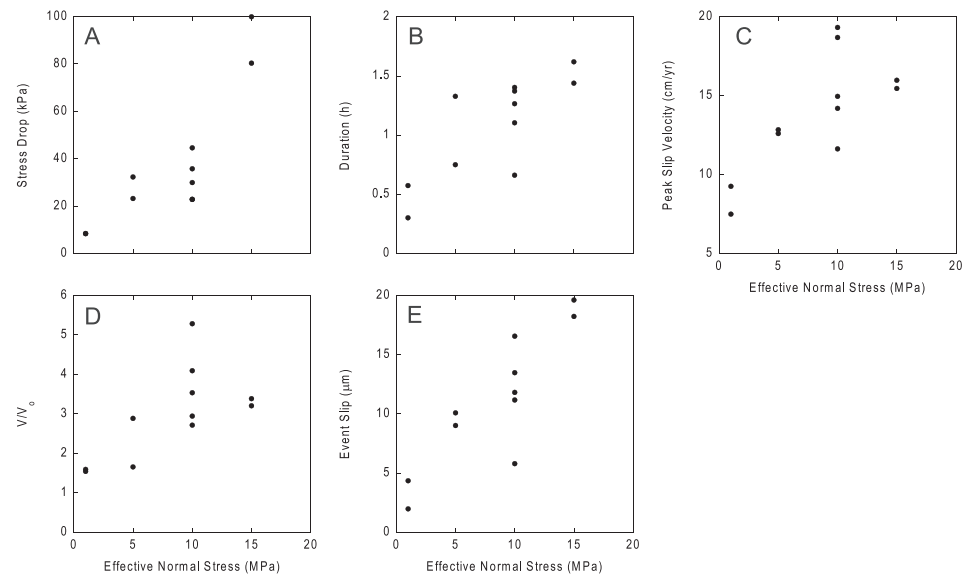 A
Stress Drop (kPa)
100
80
60
40
20
0
B
Duration (h)
2
1.5
1
0.5
0
C
Peak Slip Velocity (cm/yr)
20
15
10
5
0 5 10 15 20
Effective Normal Stress (MPa)
D
V/Vo
6
5
4
3
2
1
0
0 5 10 15 20
Effective Normal Stress (MPa)
E
Event Slip (μm)
20
15
10
5
0
0 5 10 15 20
Effective Normal Stress (MPa)